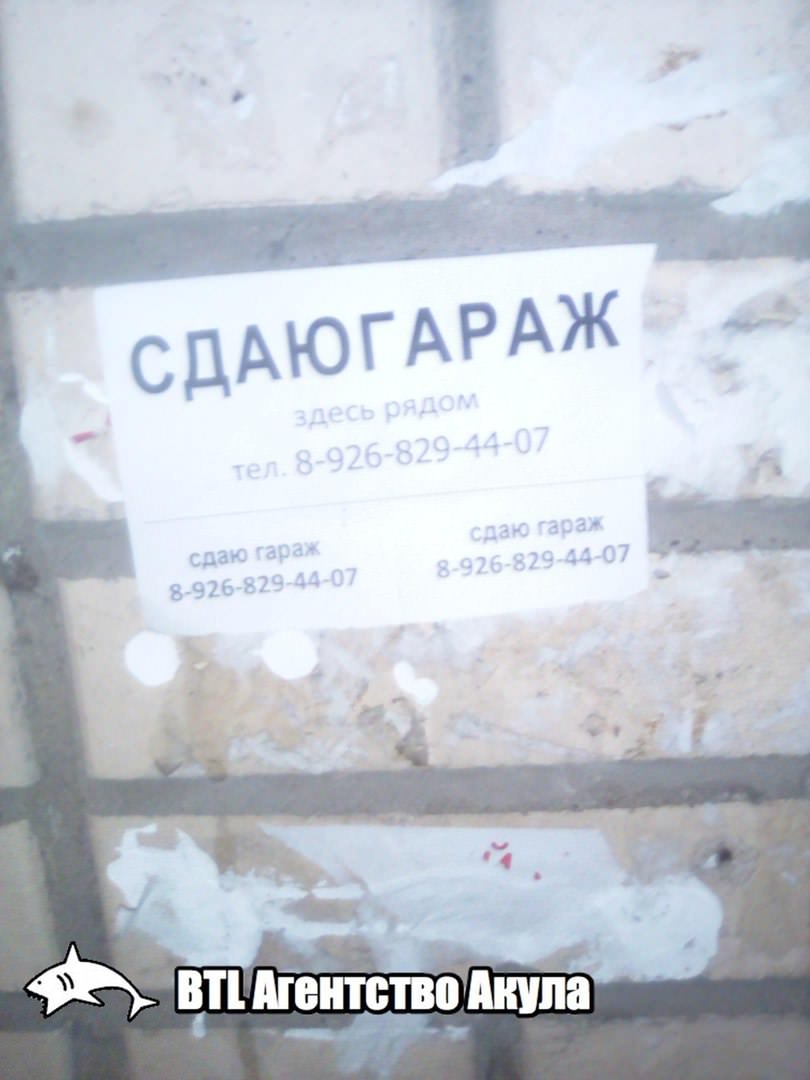 СДАЮГАРАЖ
здесь рядом
тел. 8-926-829-44-07
сдаю гараж
8-926-829-44-07
сдаю гараж
8-926-829-44-07
BTL Агентство Акула